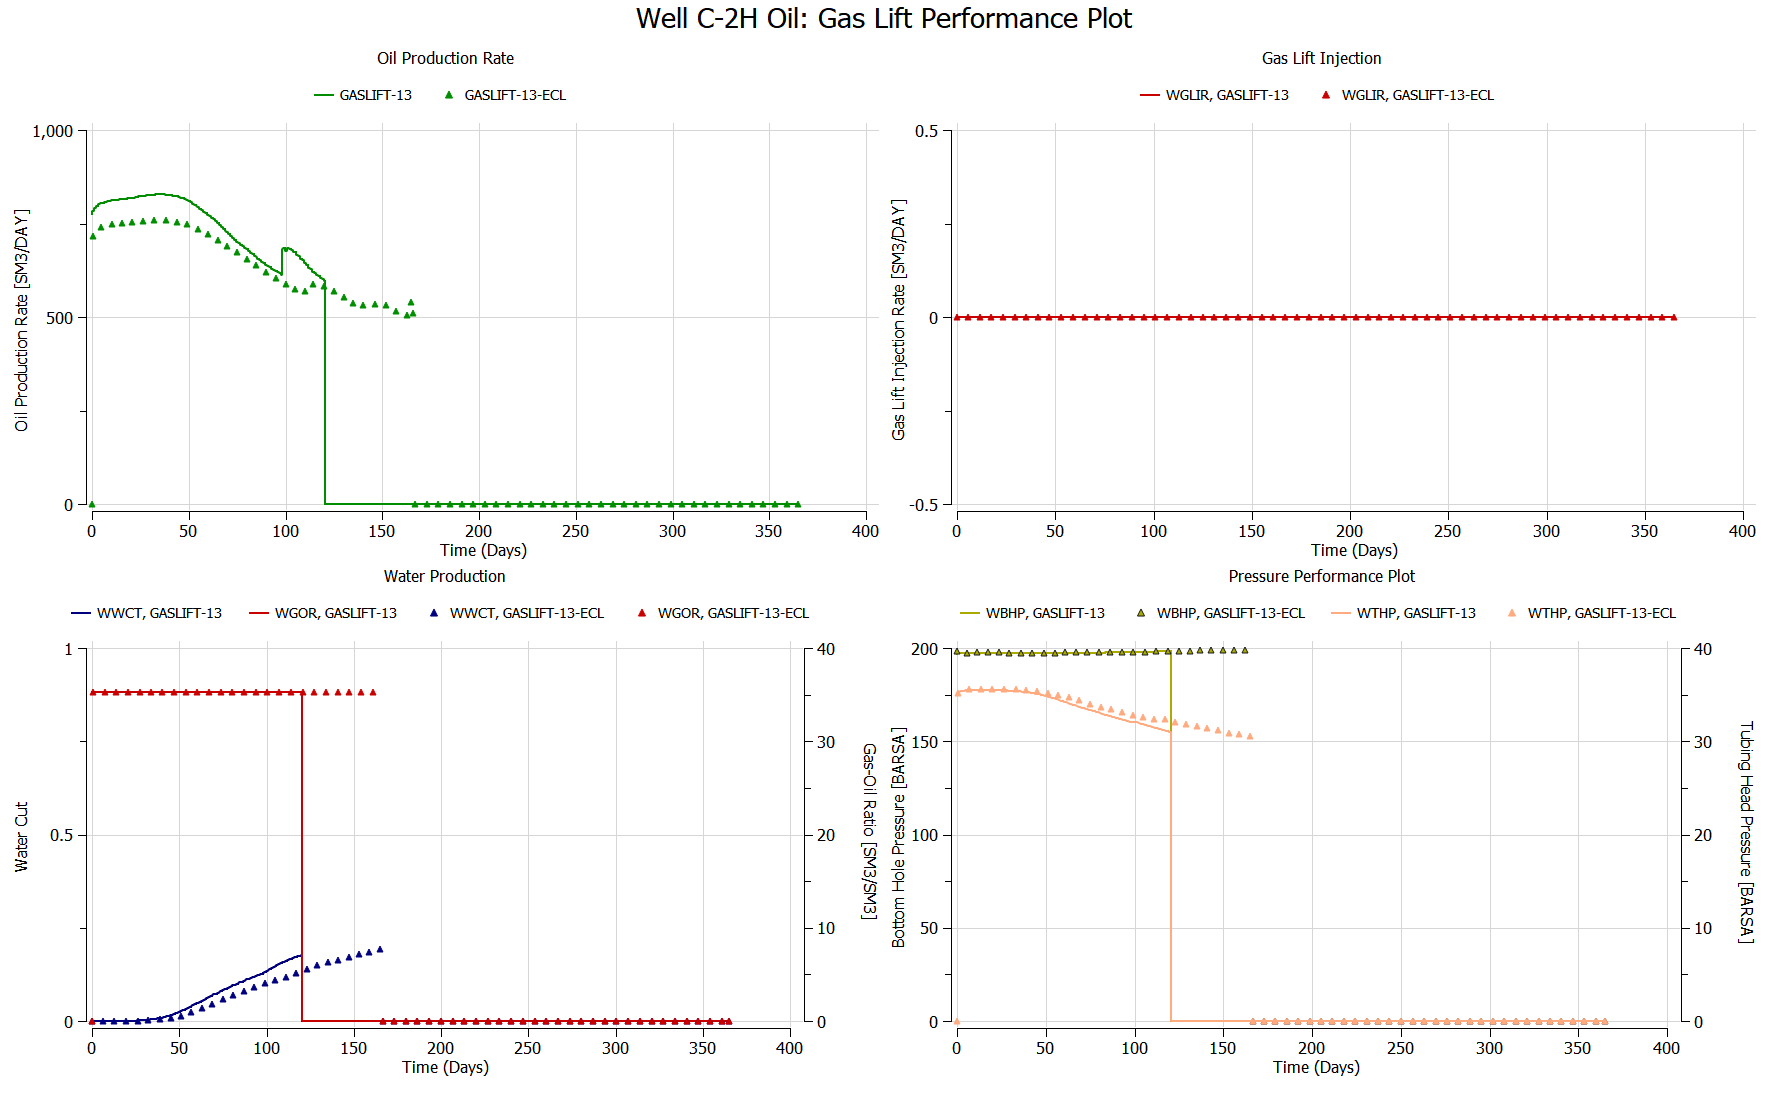 Well C-2H Oil: Gas Lift Performance Plot
Oil Production Rate
GASLIFT-13 GASLIFT-13-ECL
Oil Production Rate [SM3/DAY]
1,000
500
0
0 50 100 150 200 250 300 350 400
Time (Days)
Gas Lift Injection
WGLIR, GASLIFT-13 WGLIR, GASLIFT-13-ECL
Gas Lift Injection Rate [SM3/DAY]
0.5
0
-0.5
0 50 100 150 200 250 300 350 400
Time (Days)
Water Production
WWCT, GASLIFT-13 WGOR, GASLIFT-13 WWCT, GASLIFT-13-ECL WGOR, GASLIFT-13-ECL
Water Cut
1
0.5
0
40
30
20
10
0
Gas-Oil Ratio [SM3/SM3]
0 50 100 150 200 250 300 350 400
Time (Days)
Pressure Performance Plot
WBHP, GASLIFT-13 WBHP, GASLIFT-13-ECL WTHP, GASLIFT-13 WTHP, GASLIFT-13-ECL
Bottom Hole Pressure [BARSA]
200
150
100
50
0
40
30
20
10
0
Tubing Head Pressure [BARSA]
0 50 100 150 200 250 300 350 400
Time (Days)